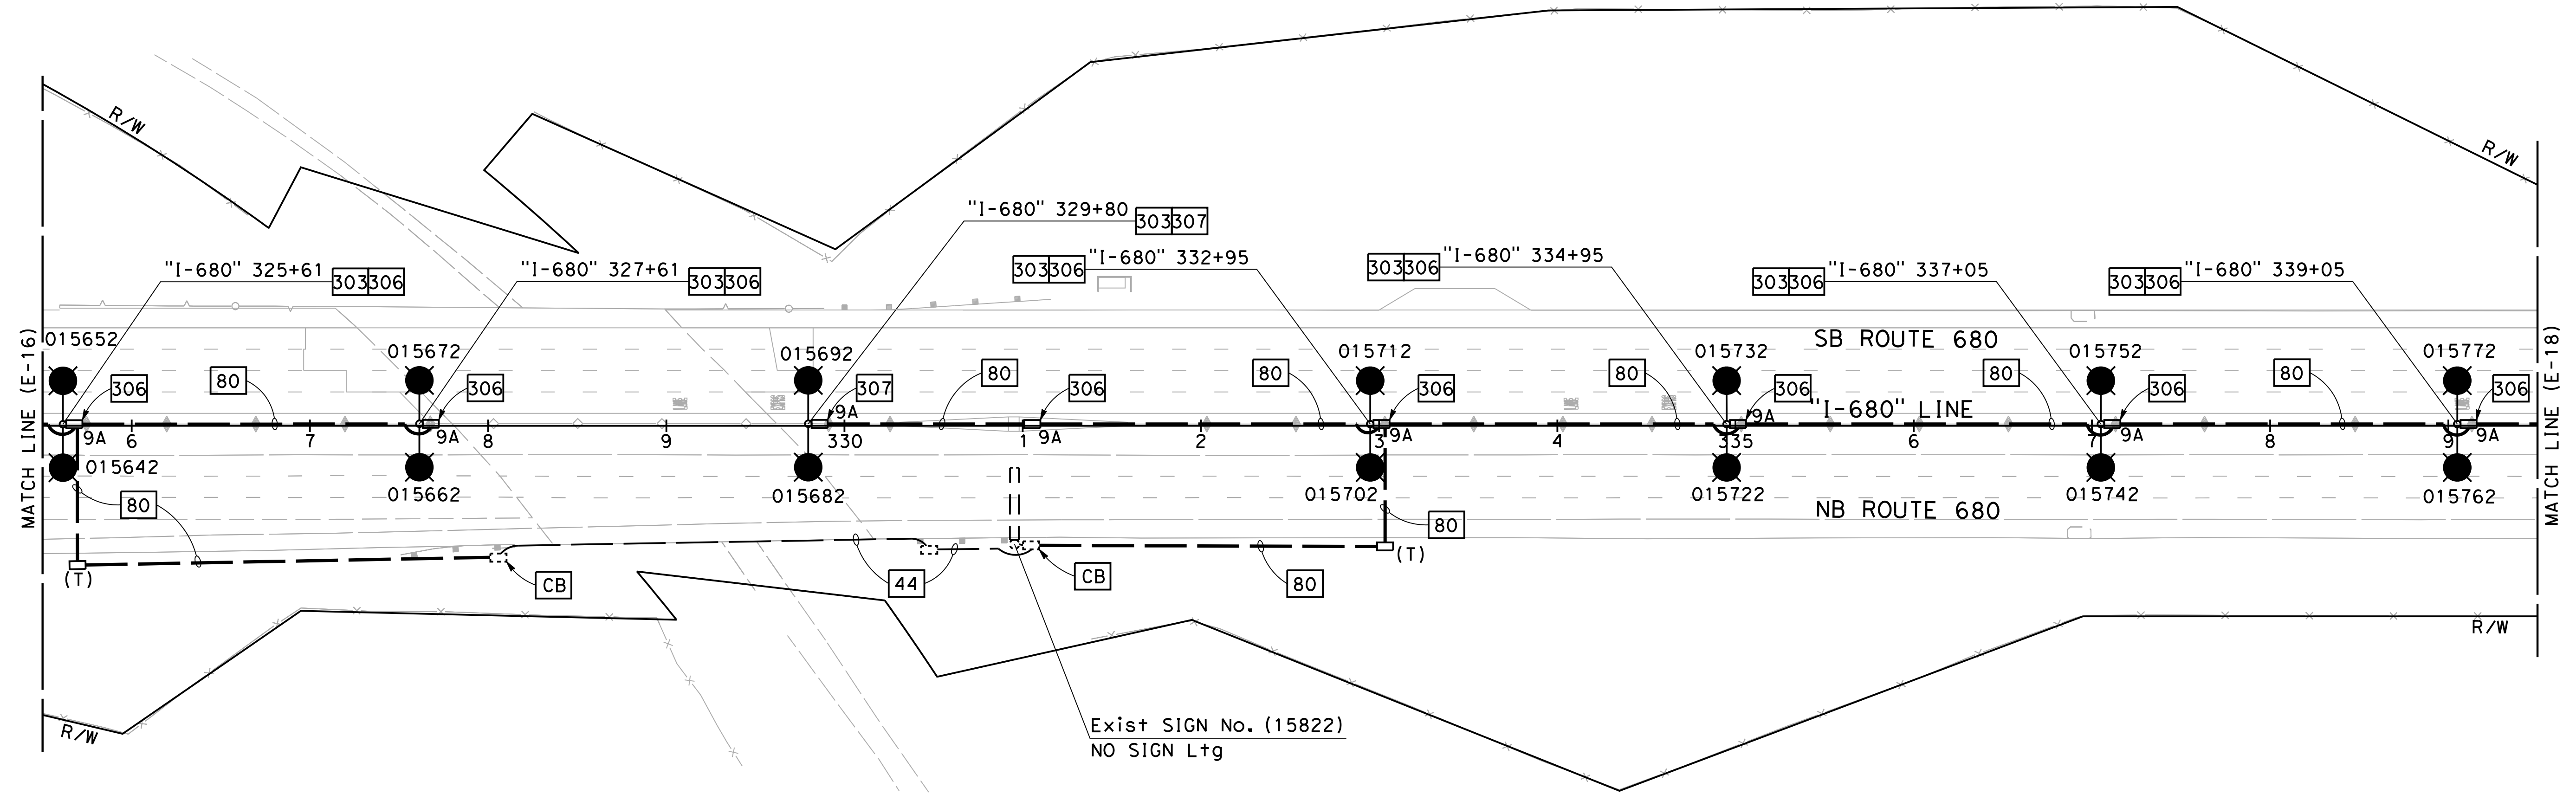 R/W
R/W
"I-680" 329+80 303 307
303 306 "I-680" 332+95
303 306 "I-680" 334+95
"I-680" 325+61 303 306
"I-680" 327+61 303 306
303 306 "I-680" 337+05
303 306 "I-680" 339+05
MATCH LINE (E-16)
MATCH LINE (E-18)
SB ROUTE 680
015652
015672
015692
015712
015732
015752
015772
306
80
306
307
80
306
80
306
80
306
80
306
80
306
"I-680" LINE
9A
6
7
9A
8
9
9A
330
1
9A
2
3
9A
4
335
9A
6
7
9A
8
9
9A
015642
015662
015682
015702
015722
015742
015762
80
NB ROUTE 680
80
(T)
CB
44
CB
80
(T)
R/W
R/W
Exist SIGN No. (15822)
NO SIGN Ltg